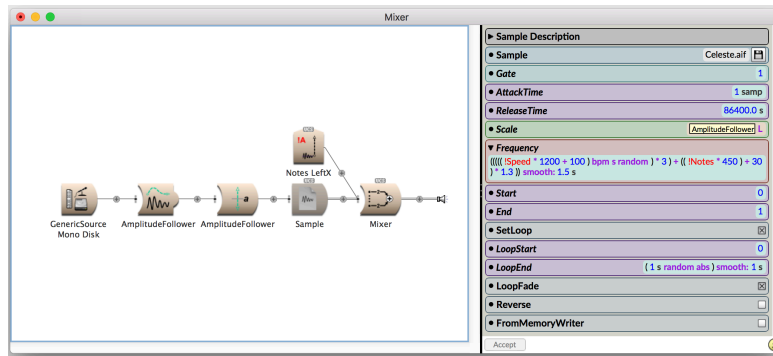 Mixer
!A
Notes LeftX
a
GenericSource
Mono Disk
AmplitudeFollower
AmplitudeFollower
Sample
Mixer
Sample Description
Sample
Celeste.aif
Gate
1
AttackTime
1 samp
ReleaseTime
86400.0 s
Scale
AmplitudeFollower L
Frequency
((((( !Speed * 1200 + 100 ) bpm s random ) * 3 ) + (( !Notes * 450 ) + 30
) * 1.3 )) smooth: 1.5 s
Start
0
End
1
SetLoop
LoopStart
0
LoopEnd
( 1 s random abs ) smooth: 1 s
LoopFade
Reverse
FromMemoryWriter
Accept